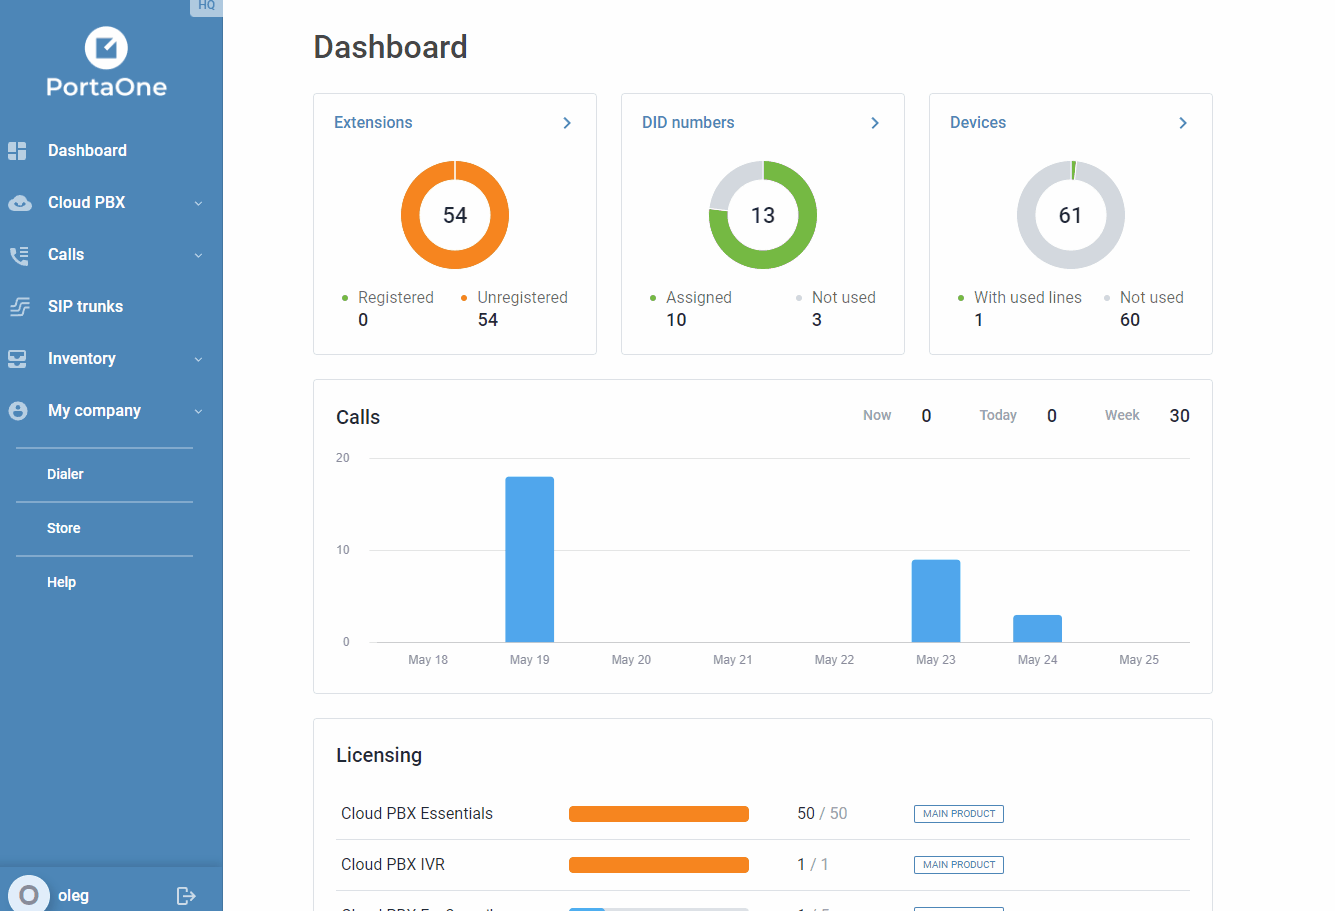 HQ
PortaOne
Dashboard
Cloud PBX
Calls
SIP trunks
Inventory
My company
Dialer
Store
Help
O oleg
Dashboard
Extensions
54
Registered Unregistered
0 54
DID numbers
13
Assigned Not used
10 3
Devices
61
With used lines Not used
1 60
Calls Now 0 Today 0 Week 30
20
10
0
May 18 May 19 May 20 May 21 May 22 May 23 May 24 May 25
Licensing
Cloud PBX Essentials 50 / 50 MAIN PRODUCT
Cloud PBX IVR 1 / 1 MAIN PRODUCT
Cloud PBX